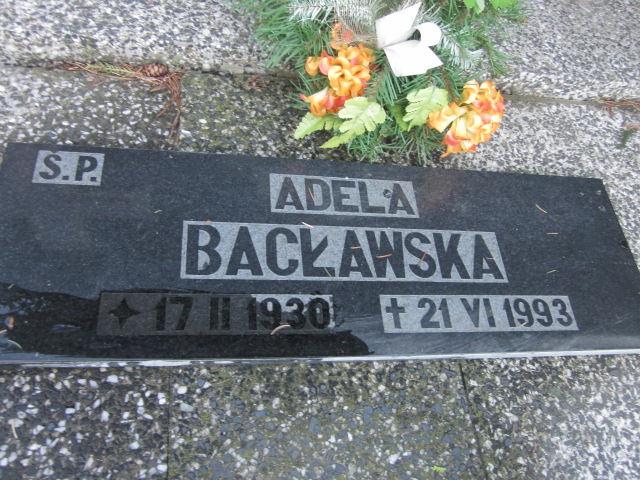 S.P.
ADELA
BACŁAWSKA
17 II 1930 21 VI 1993